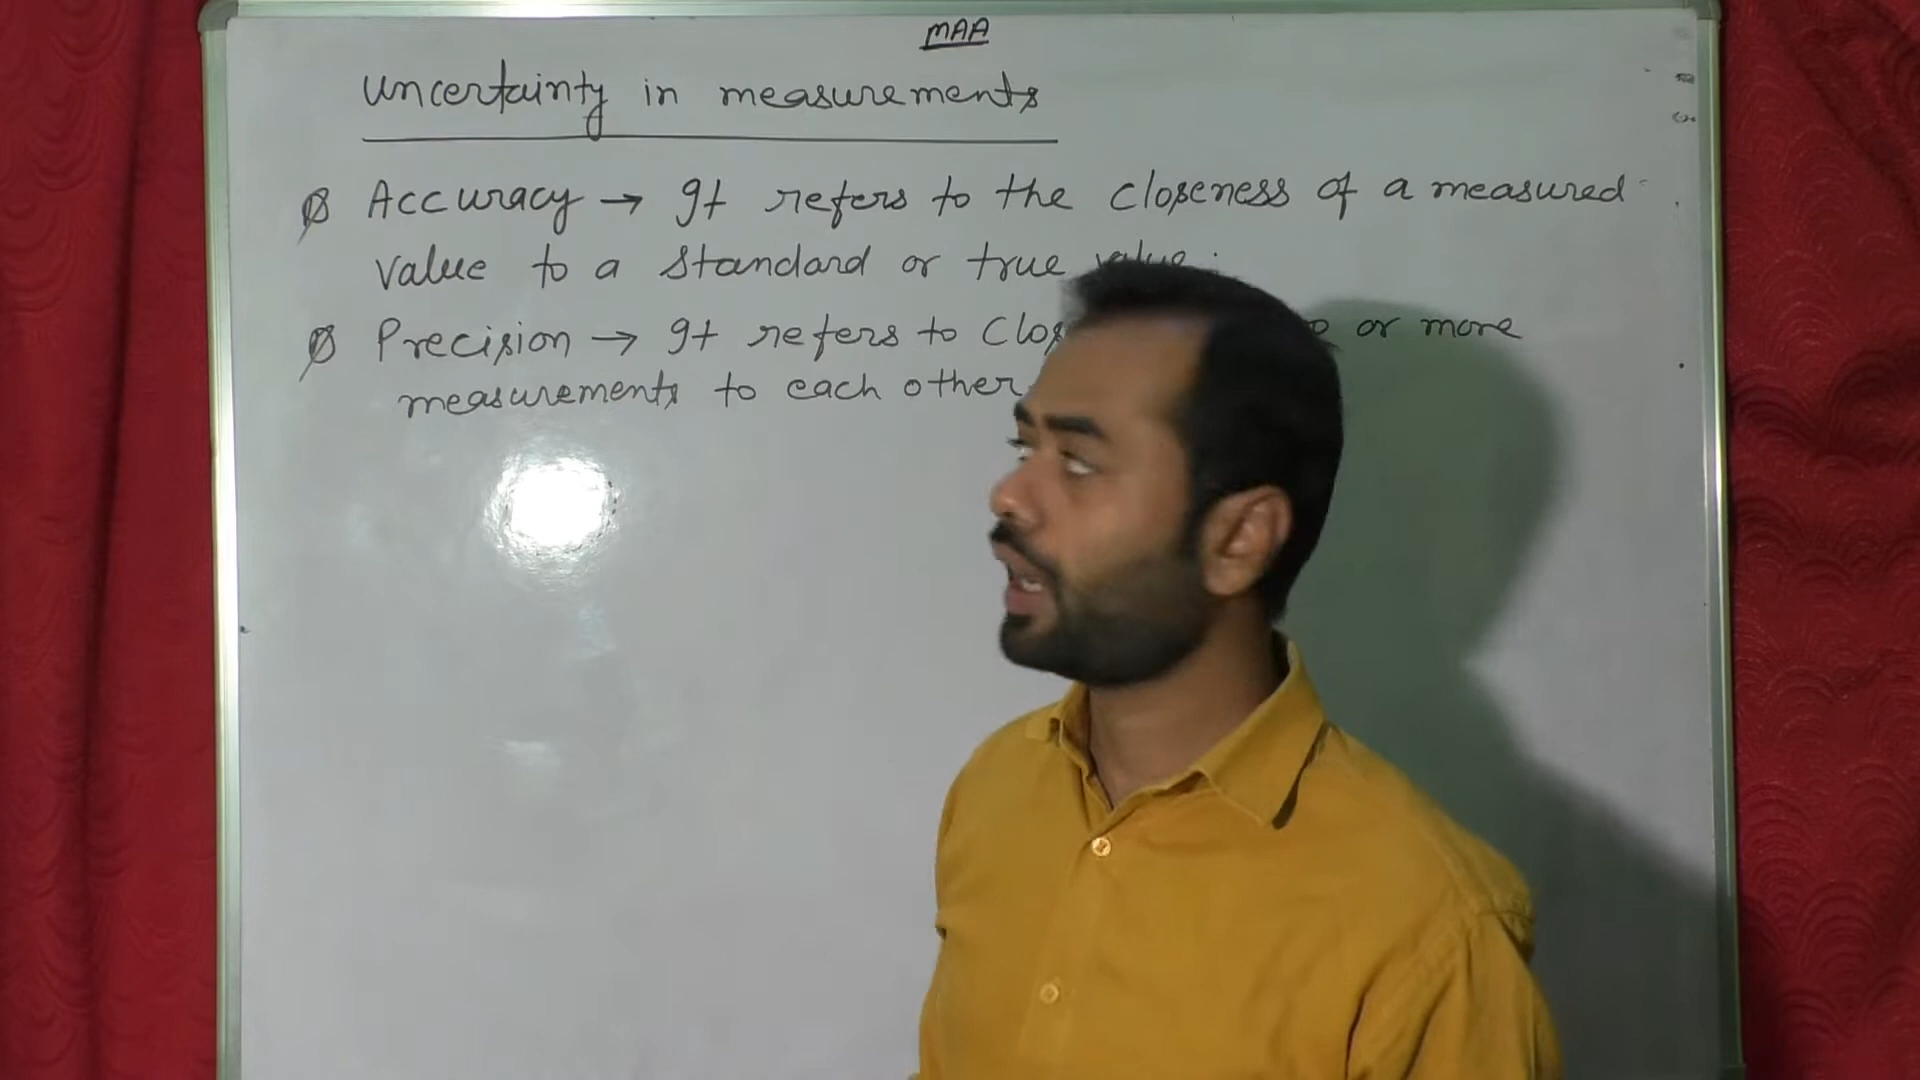 MAA
Uncertainty in measurements
Accuracy → It refers to the closeness of a measured
value to a standard or true value.
Precision → It refers to or more
measurements to each other